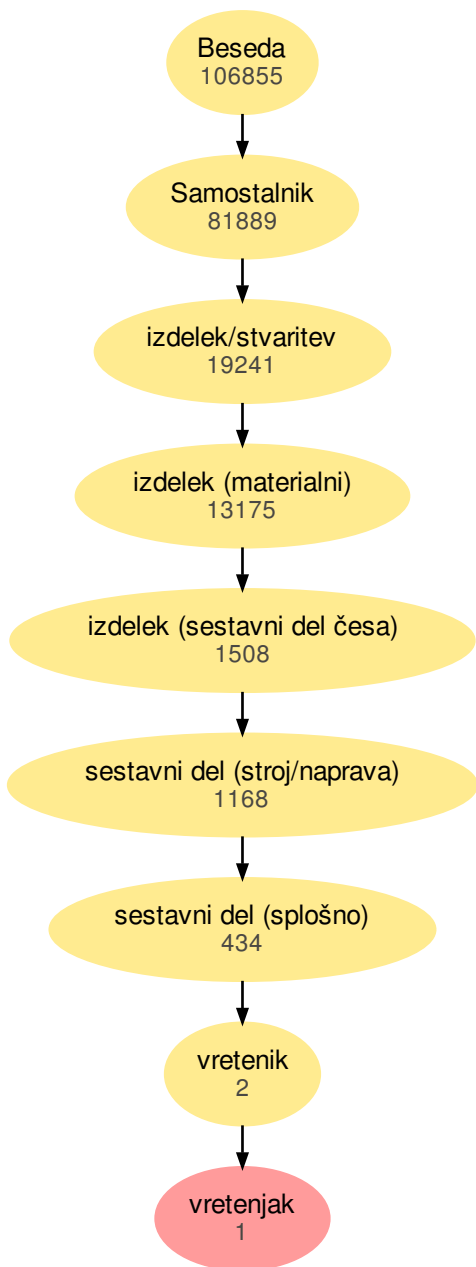 Beseda
106855
Samostalnik
81889
izdelek/stvaritev
19241
izdelek (materialni)
13175
izdelek (sestavni del česa)
1508
sestavni del (stroj/naprava)
1168
sestavni del (splošno)
434
vretenik
2
vretenjak
1